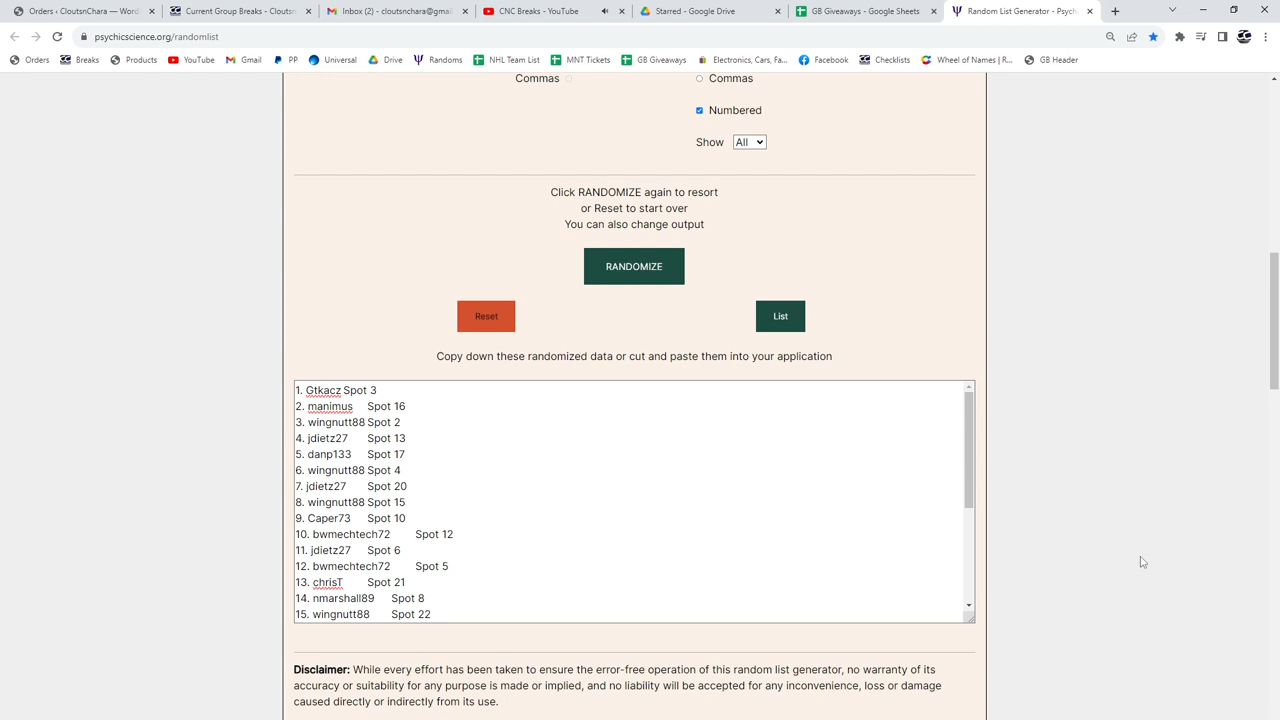 Orders ‹ CloutsnChara — Word
Current Group Breaks - Cloutsn
Inbox (2) - cloutsnchara@gmail
CNC Breaks - YouTube
Starred - Google Drive
GB Giveaways - Google Sheets
Random List Generator - Psych
psychicscience.org/randomlist
Orders
Breaks
Products
YouTube
Gmail
PP
Universal
Drive
Randoms
NHL Team List
MNT Tickets
GB Giveaways
Electronics, Cars, Fa...
Facebook
Checklists
Wheel of Names | R...
GB Header
Commas
Commas
Numbered
Show All
Click RANDOMIZE again to resort
or Reset to start over
You can also change output
RANDOMIZE
Reset
List
Copy down these randomized data or cut and paste them into your application
1. Gtkacz Spot 3
2. manimus Spot 16
3. wingnutt88 Spot 2
4. jdietz27 Spot 13
5. danp133 Spot 17
6. wingnutt88 Spot 4
7. jdietz27 Spot 20
8. wingnutt88 Spot 15
9. Caper73 Spot 10
10. bwmechtech72 Spot 12
11. jdietz27 Spot 6
12. bwmechtech72 Spot 5
13. chrisT Spot 21
14. nmarshall89 Spot 8
15. wingnutt88 Spot 22
Disclaimer: While every effort has been taken to ensure the error-free operation of this random list generator, no warranty of its
accuracy or suitability for any purpose is made or implied, and no liability will be accepted for any inconvenience, loss or damage
caused directly or indirectly from its use.